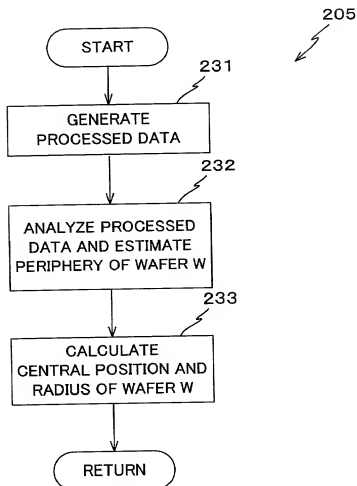 205
START
231
GENERATE
PROCESSED DATA
232
ANALYZE PROCESSED
DATA AND ESTIMATE
PERIPHERY OF WAFER W
233
CALCULATE
CENTRAL POSITION AND
RADIUS OF WAFER W
RETURN